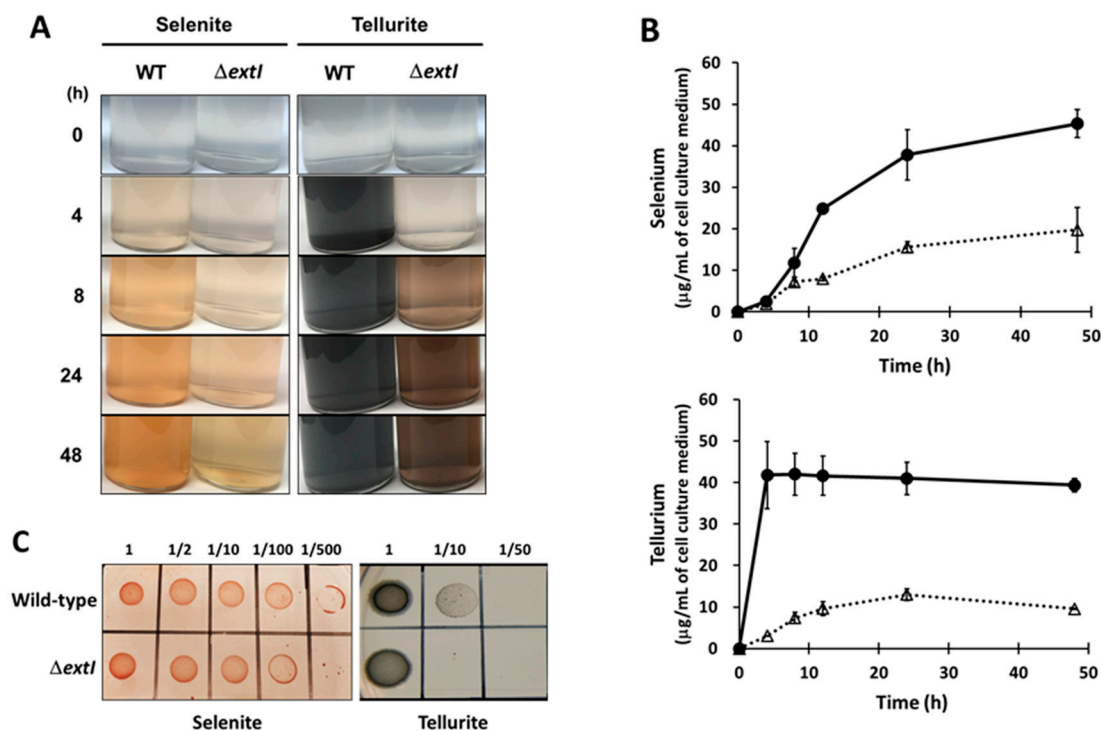 A
Selenite Tellurite
WT ΔextI WT ΔextI
(h)
0
4
8
24
48
B
Selenium
(μg/mL of cell culture medium)
60
50
40
30
20
10
0
0 10 20 30 40 50
Time (h)
Tellurium
(μg/mL of cell culture medium)
60
50
40
30
20
10
0
0 10 20 30 40 50
Time (h)
C
1 1/2 1/10 1/100 1/500 1 1/10 1/50
Wild-type
ΔextI
Selenite Tellurite